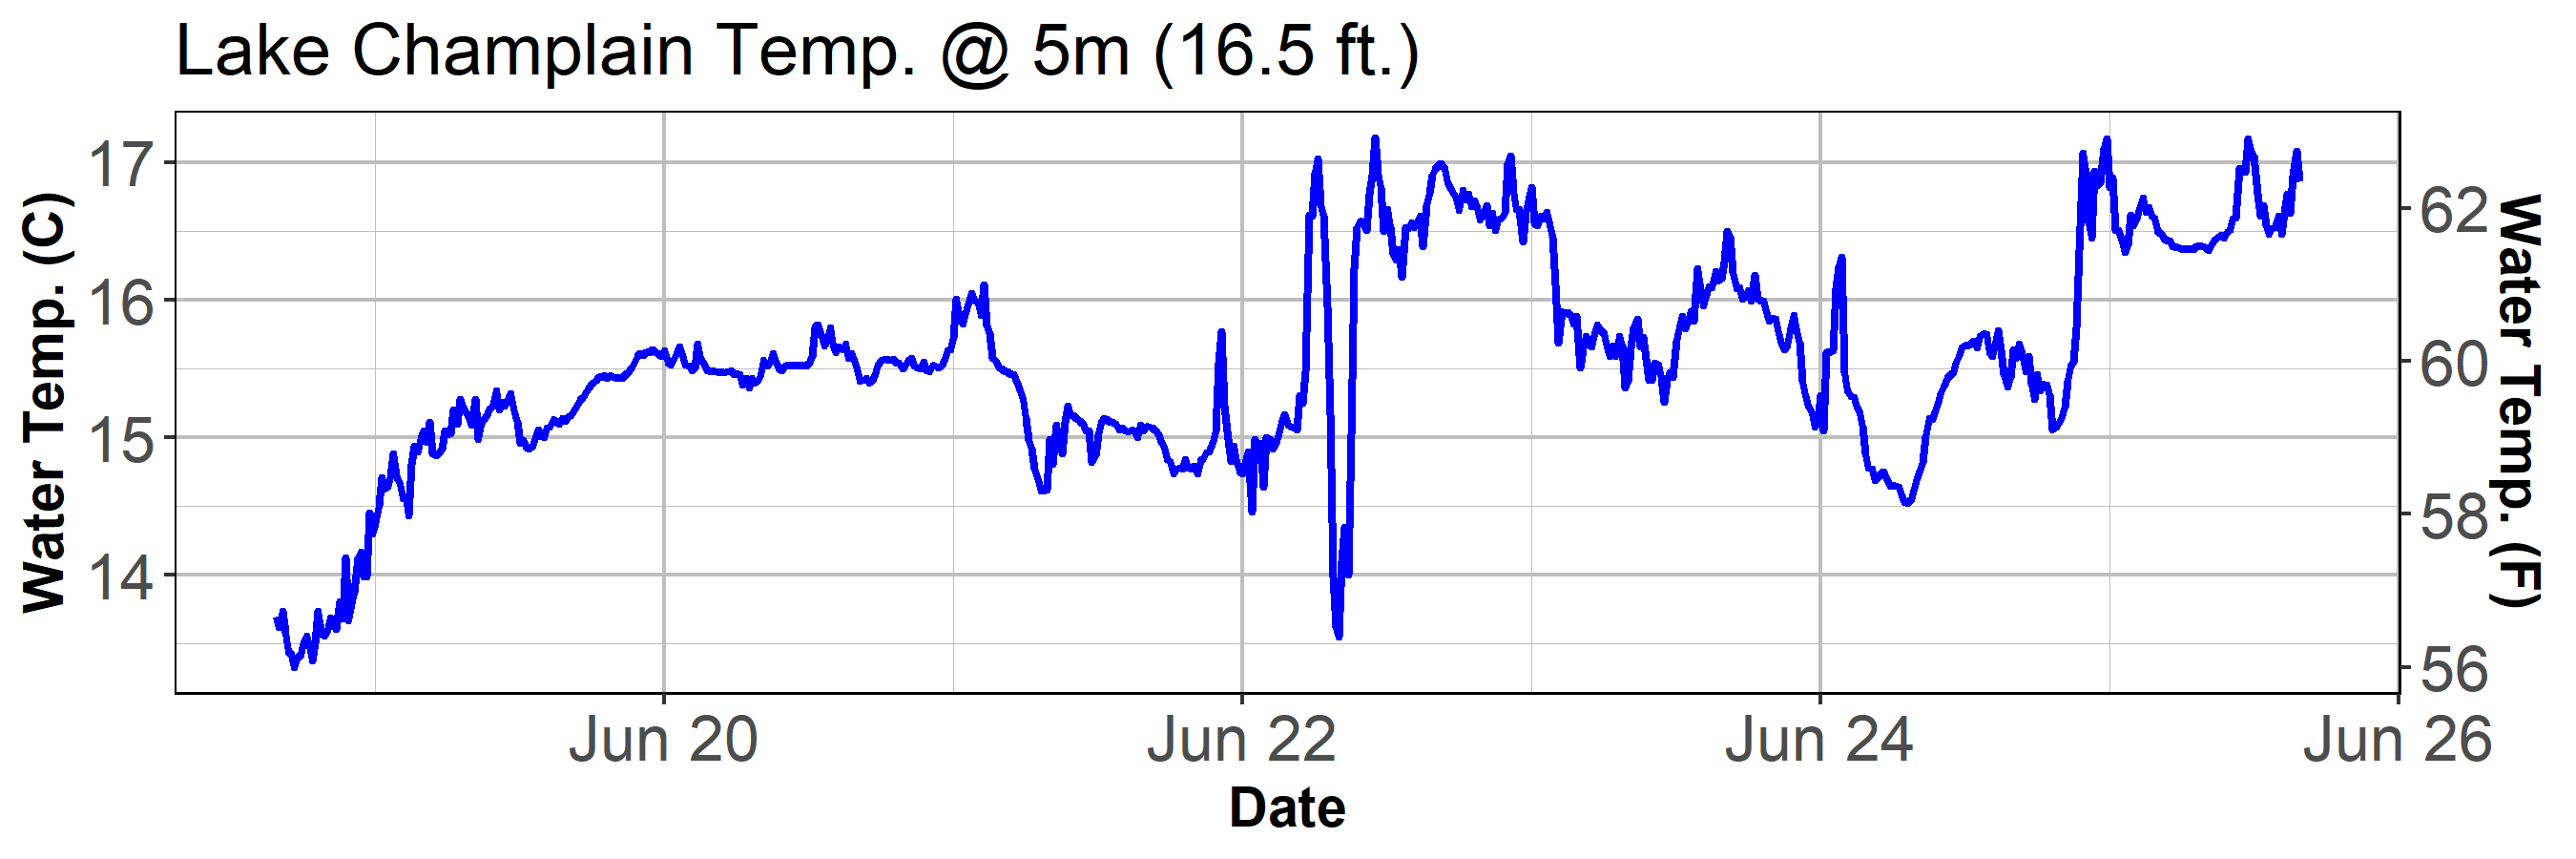 Lake Champlain Temp. @ 5m (16.5 ft.)
Water Temp. (C)
17
16
15
14
62
60
58
56
Water Temp. (F)
Jun 20 Jun 22 Jun 24 Jun 26
Date